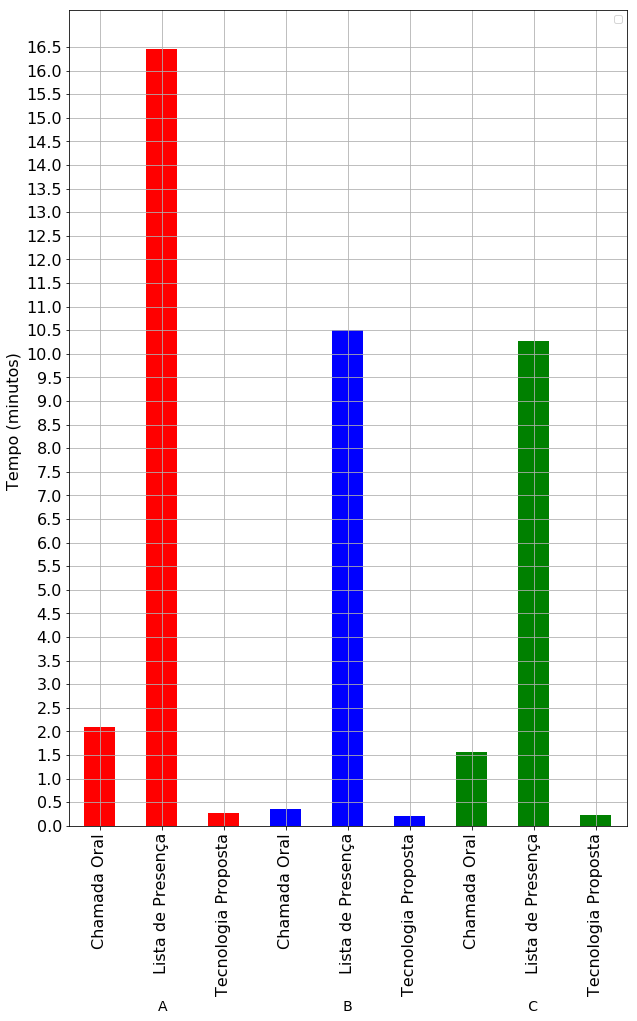 16.5
16.0
15.5
15.0
14.5
14.0
13.5
13.0
12.5
12.0
11.5
11.0
10.5
10.0
9.5
9.0
8.5
8.0
7.5
7.0
6.5
6.0
5.5
5.0
4.5
4.0
3.5
3.0
2.5
2.0
1.5
1.0
0.5
0.0
Tempo (minutos)
Chamada Oral
Lista de Presença
Tecnologia Proposta
Chamada Oral
Lista de Presença
Tecnologia Proposta
Chamada Oral
Lista de Presença
Tecnologia Proposta
A
B
C